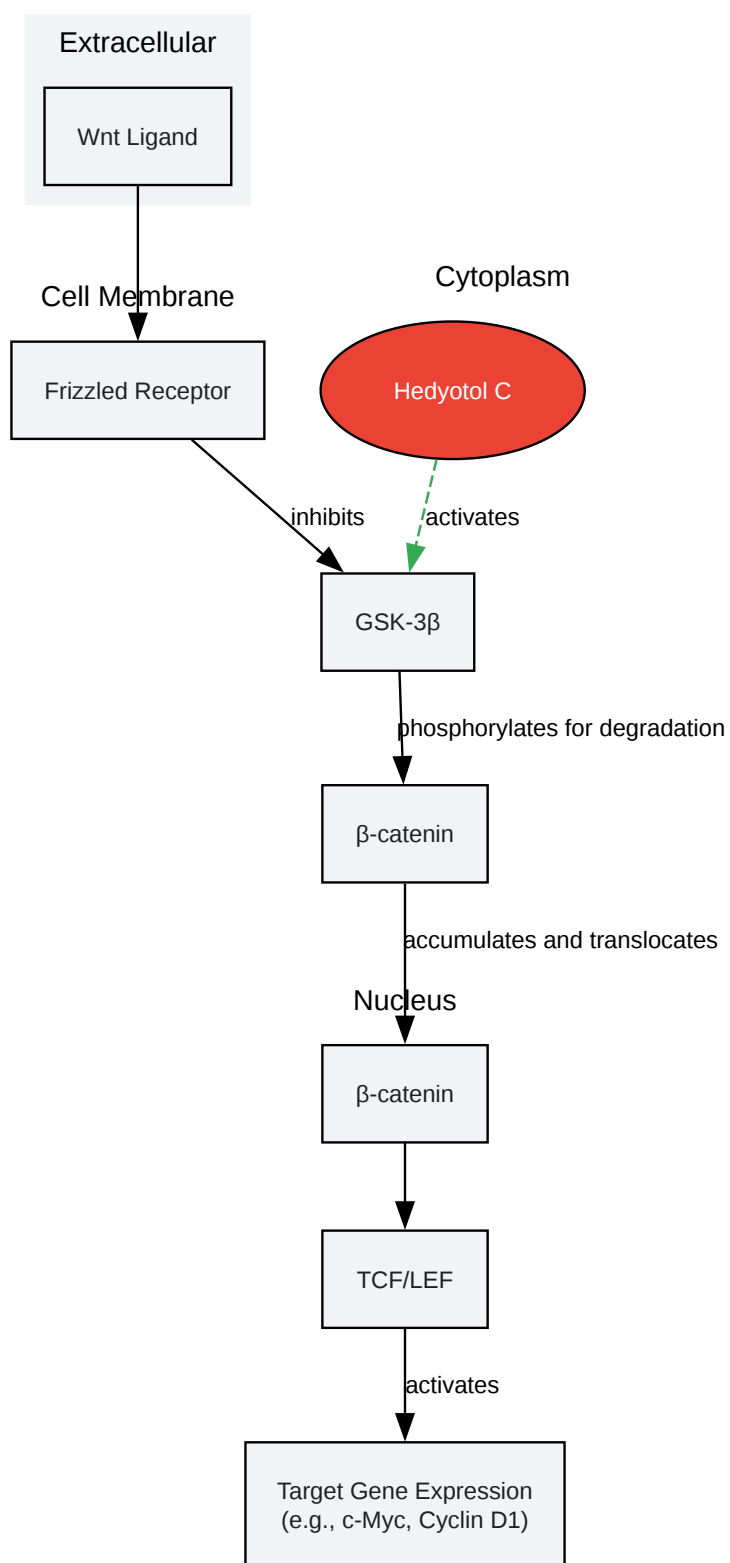 Extracellular
Wnt Ligand
Cell Membrane
Cytoplasm
Frizzled Receptor
Hedyotol C
inhibits
activates
GSK-3β
phosphorylates for degradation
β-catenin
accumulates and translocates
Nucleus
β-catenin
TCF/LEF
activates
Target Gene Expression
(e.g., c-Myc, Cyclin D1)